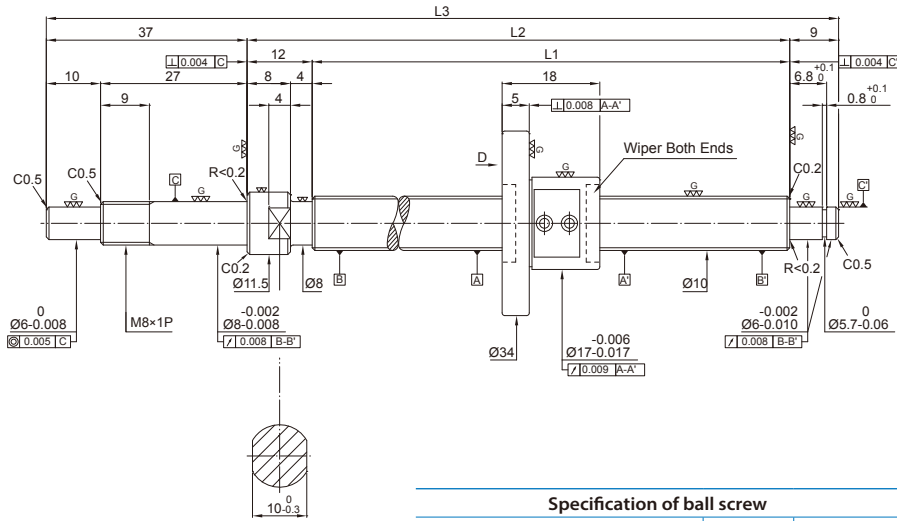 L3
37
L2
9
⊥ 0.004 C
12
L1
⊥ 0.004 C'
10
27
8
4
18
6.8 +0.1 0
9
4
5
⊥ 0.008 A-A'
0.8 +0.1 0
G
D
G
Wiper Both Ends
G
C0.5
C0.5
C
R<0.2
C0.2
C'
G
G
G
G
G
G
C0.2
Ø11.5
Ø8
B
A
A'
Ø10
B'
R<0.2
C0.5
0
Ø6-0.008
M8×1P
-0.002
Ø8-0.008
-0.006
Ø17-0.017
-0.002
Ø6-0.010
0
Ø5.7-0.06
◎ 0.005 C
↗ 0.008 B-B'
Ø34
↗ 0.008 B-B'
↗ 0.009 A-A'
10 0 -0.3
Specification of ball screw